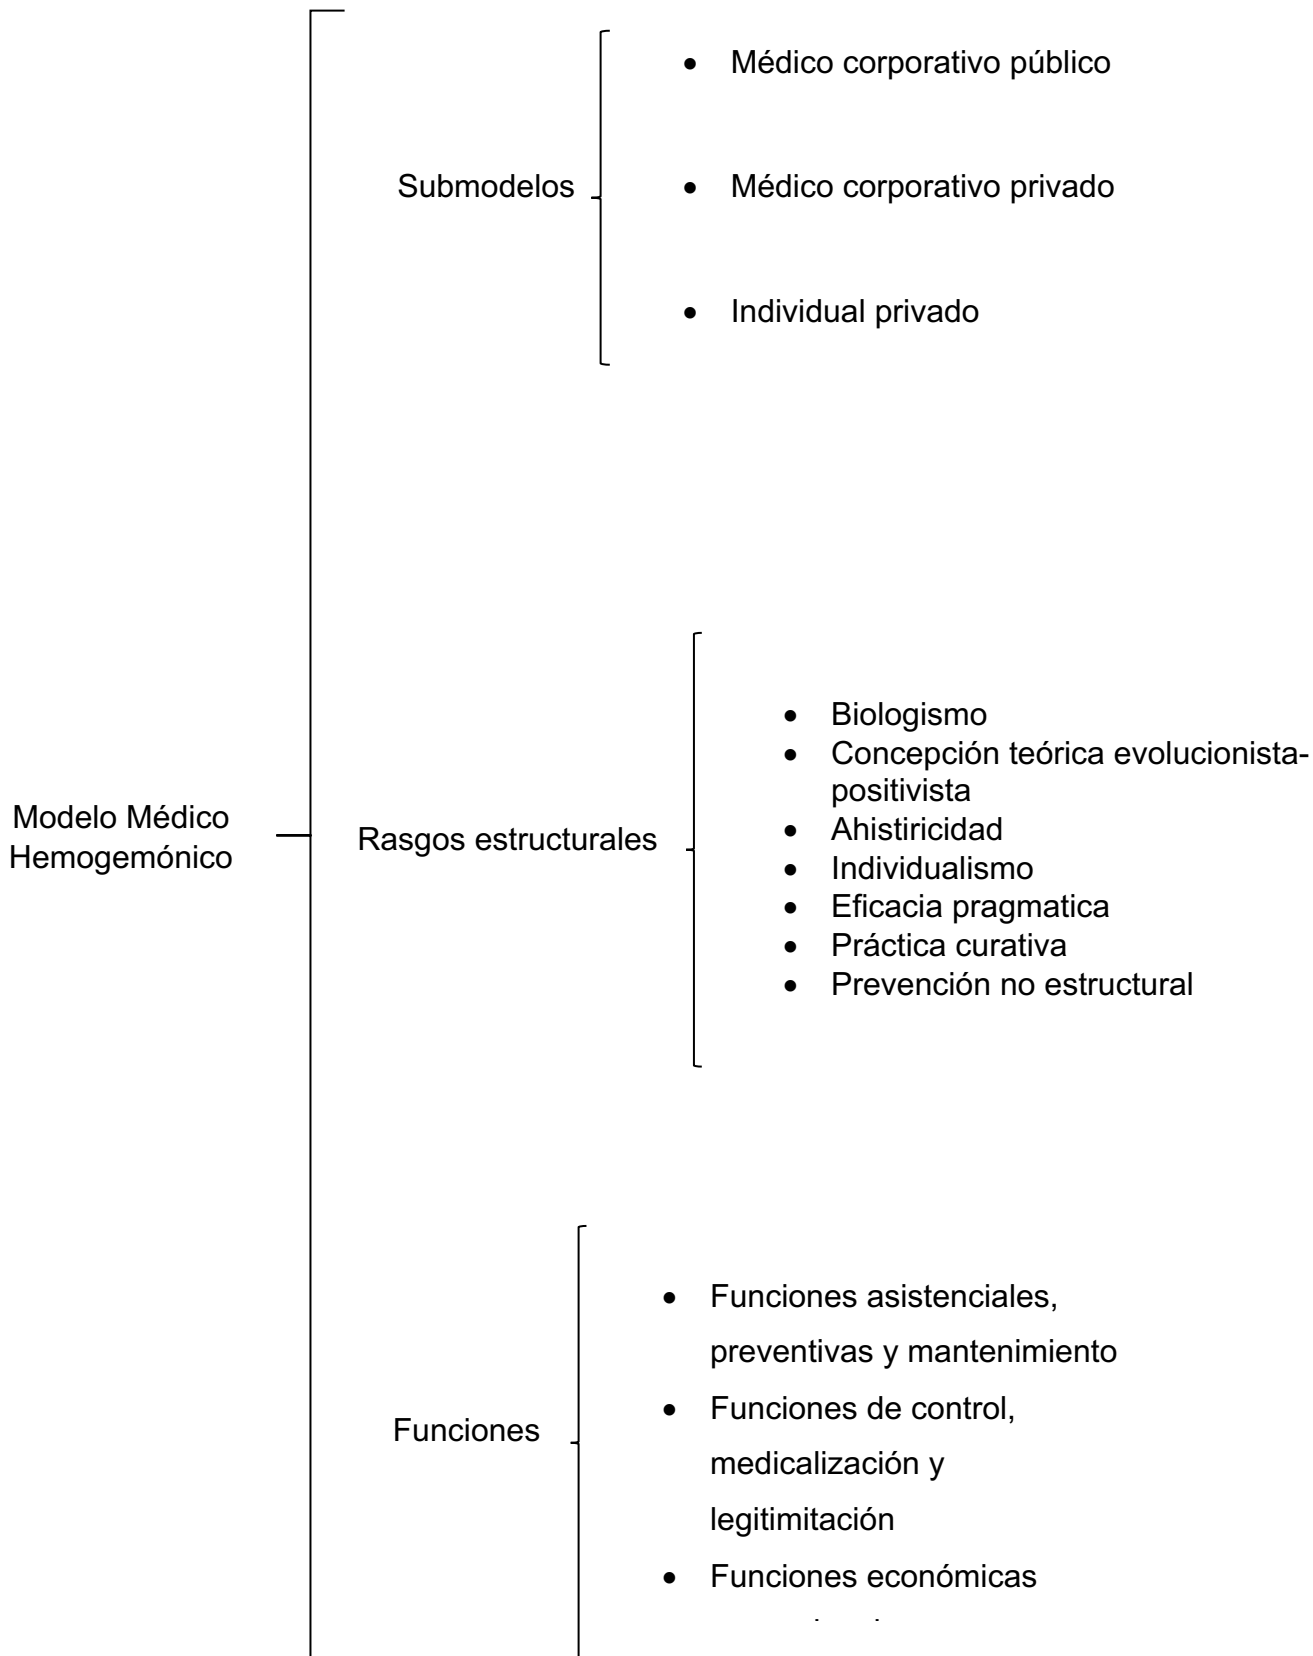 Médico corporativo público
Submodelos
Médico corporativo privado
Individual privado
Modelo Médico
Hemogemónico
Rasgos estructurales
Biologismo
Concepción teórica evolucionista-
positivista
Ahistiricidad
Individualismo
Eficacia pragmatica
Práctica curativa
Prevención no estructural
Funciones
Funciones asistenciales,
preventivas y mantenimiento
Funciones de control,
medicalización y
legitimitación
Funciones económicas